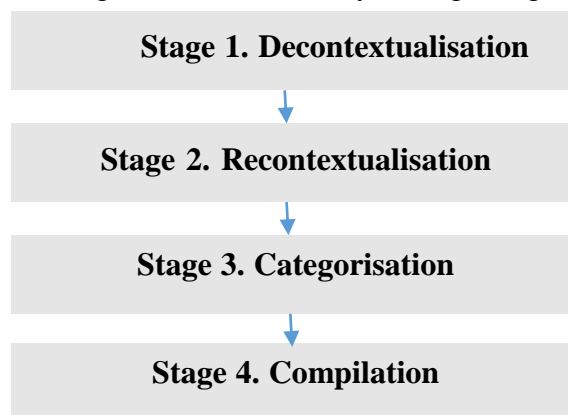 Stage 1. Decontextualisation
Stage 2. Recontextualisation
Stage 3. Categorisation
Stage 4. Compilation